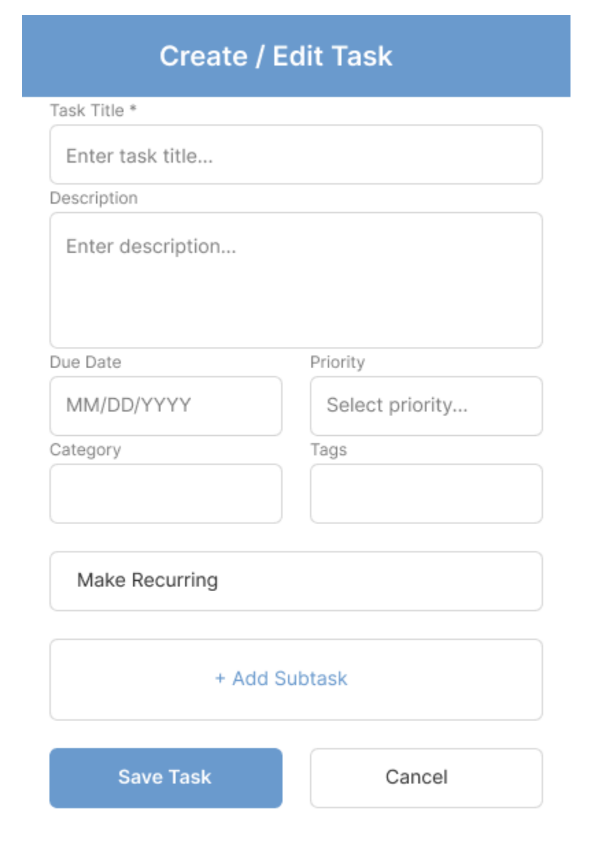 Create / Edit Task
Task Title *
Enter task title...
Description
Enter description...
Due Date
Priority
MM/DD/YYYY
Select priority...
Category
Tags
Make Recurring
+ Add Subtask
Save Task
Cancel